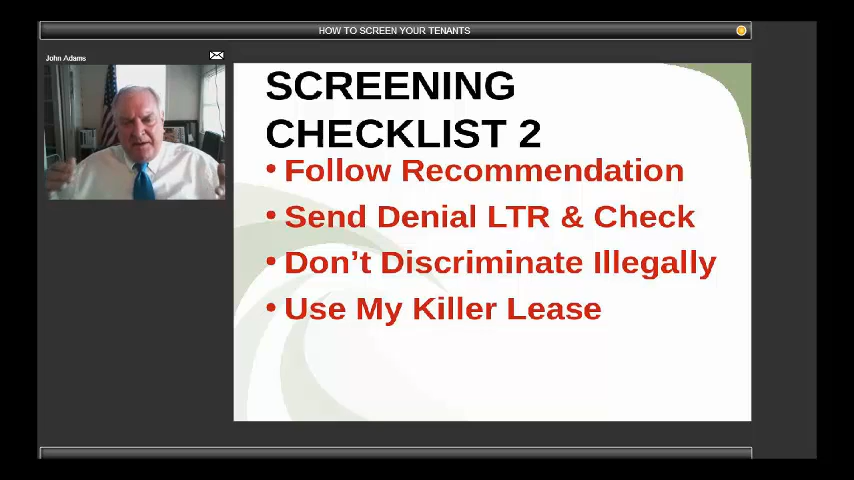 HOW TO SCREEN YOUR TENANTS
John Adams
SCREENING
CHECKLIST 2
• Follow Recommendation
• Send Denial LTR & Check
• Don’t Discriminate Illegally
• Use My Killer Lease